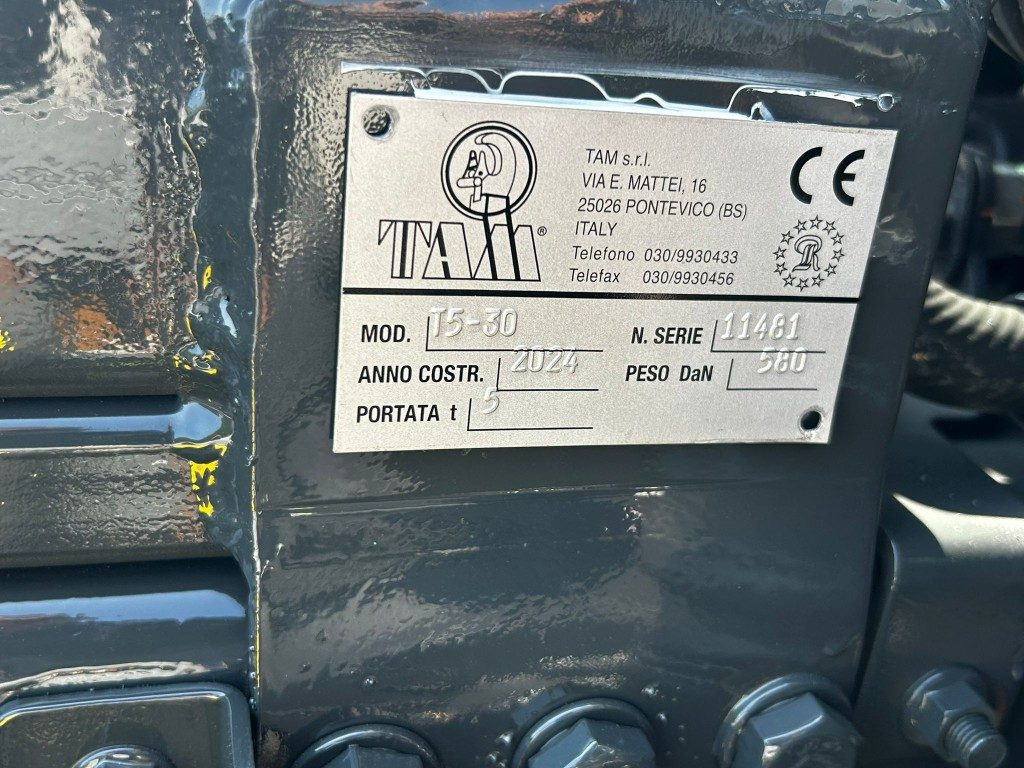 TAM®
TAM s.r.l.
VIA E. MATTEI, 16
25026 PONTEVICO (BS)
ITALY
Telefono 030/9930433
Telefax 030/9930456
CE
MOD. T5-30
N. SERIE 11481
ANNO COSTR. 2024
PESO DaN 580
PORTATA t 5